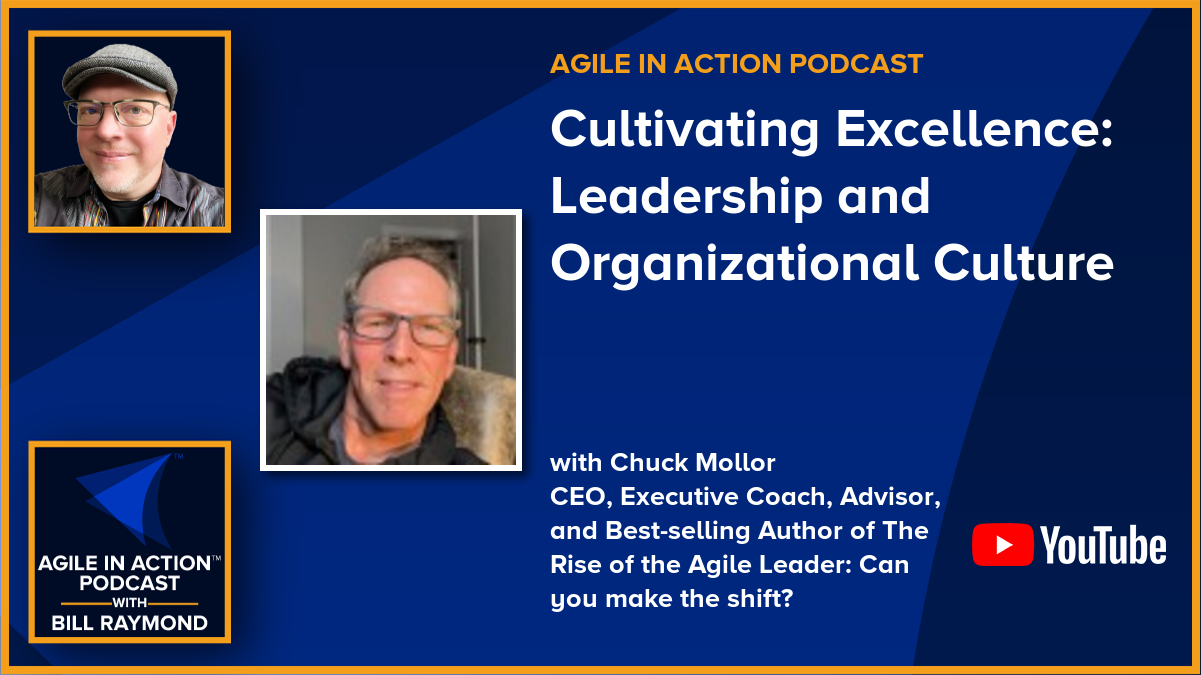 AGILE IN ACTION PODCAST
Cultivating Excellence:
Leadership and
Organizational Culture
with Chuck Mollor
CEO, Executive Coach, Advisor,
and Best-selling Author of The
Rise of the Agile Leader: Can
you make the shift?
YouTube
TM
AGILE IN ACTION™
PODCAST
WITH
BILL RAYMOND